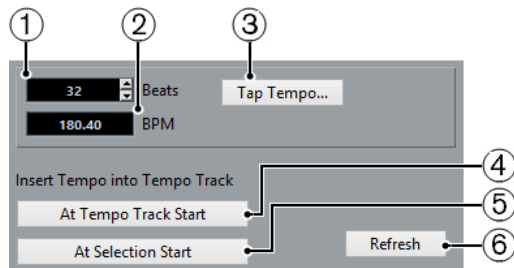 1 2 3
32 Beats Tap Tempo...
180.40 BPM
Insert Tempo into Tempo Track
4
At Tempo Track Start
5
At Selection Start Refresh 6